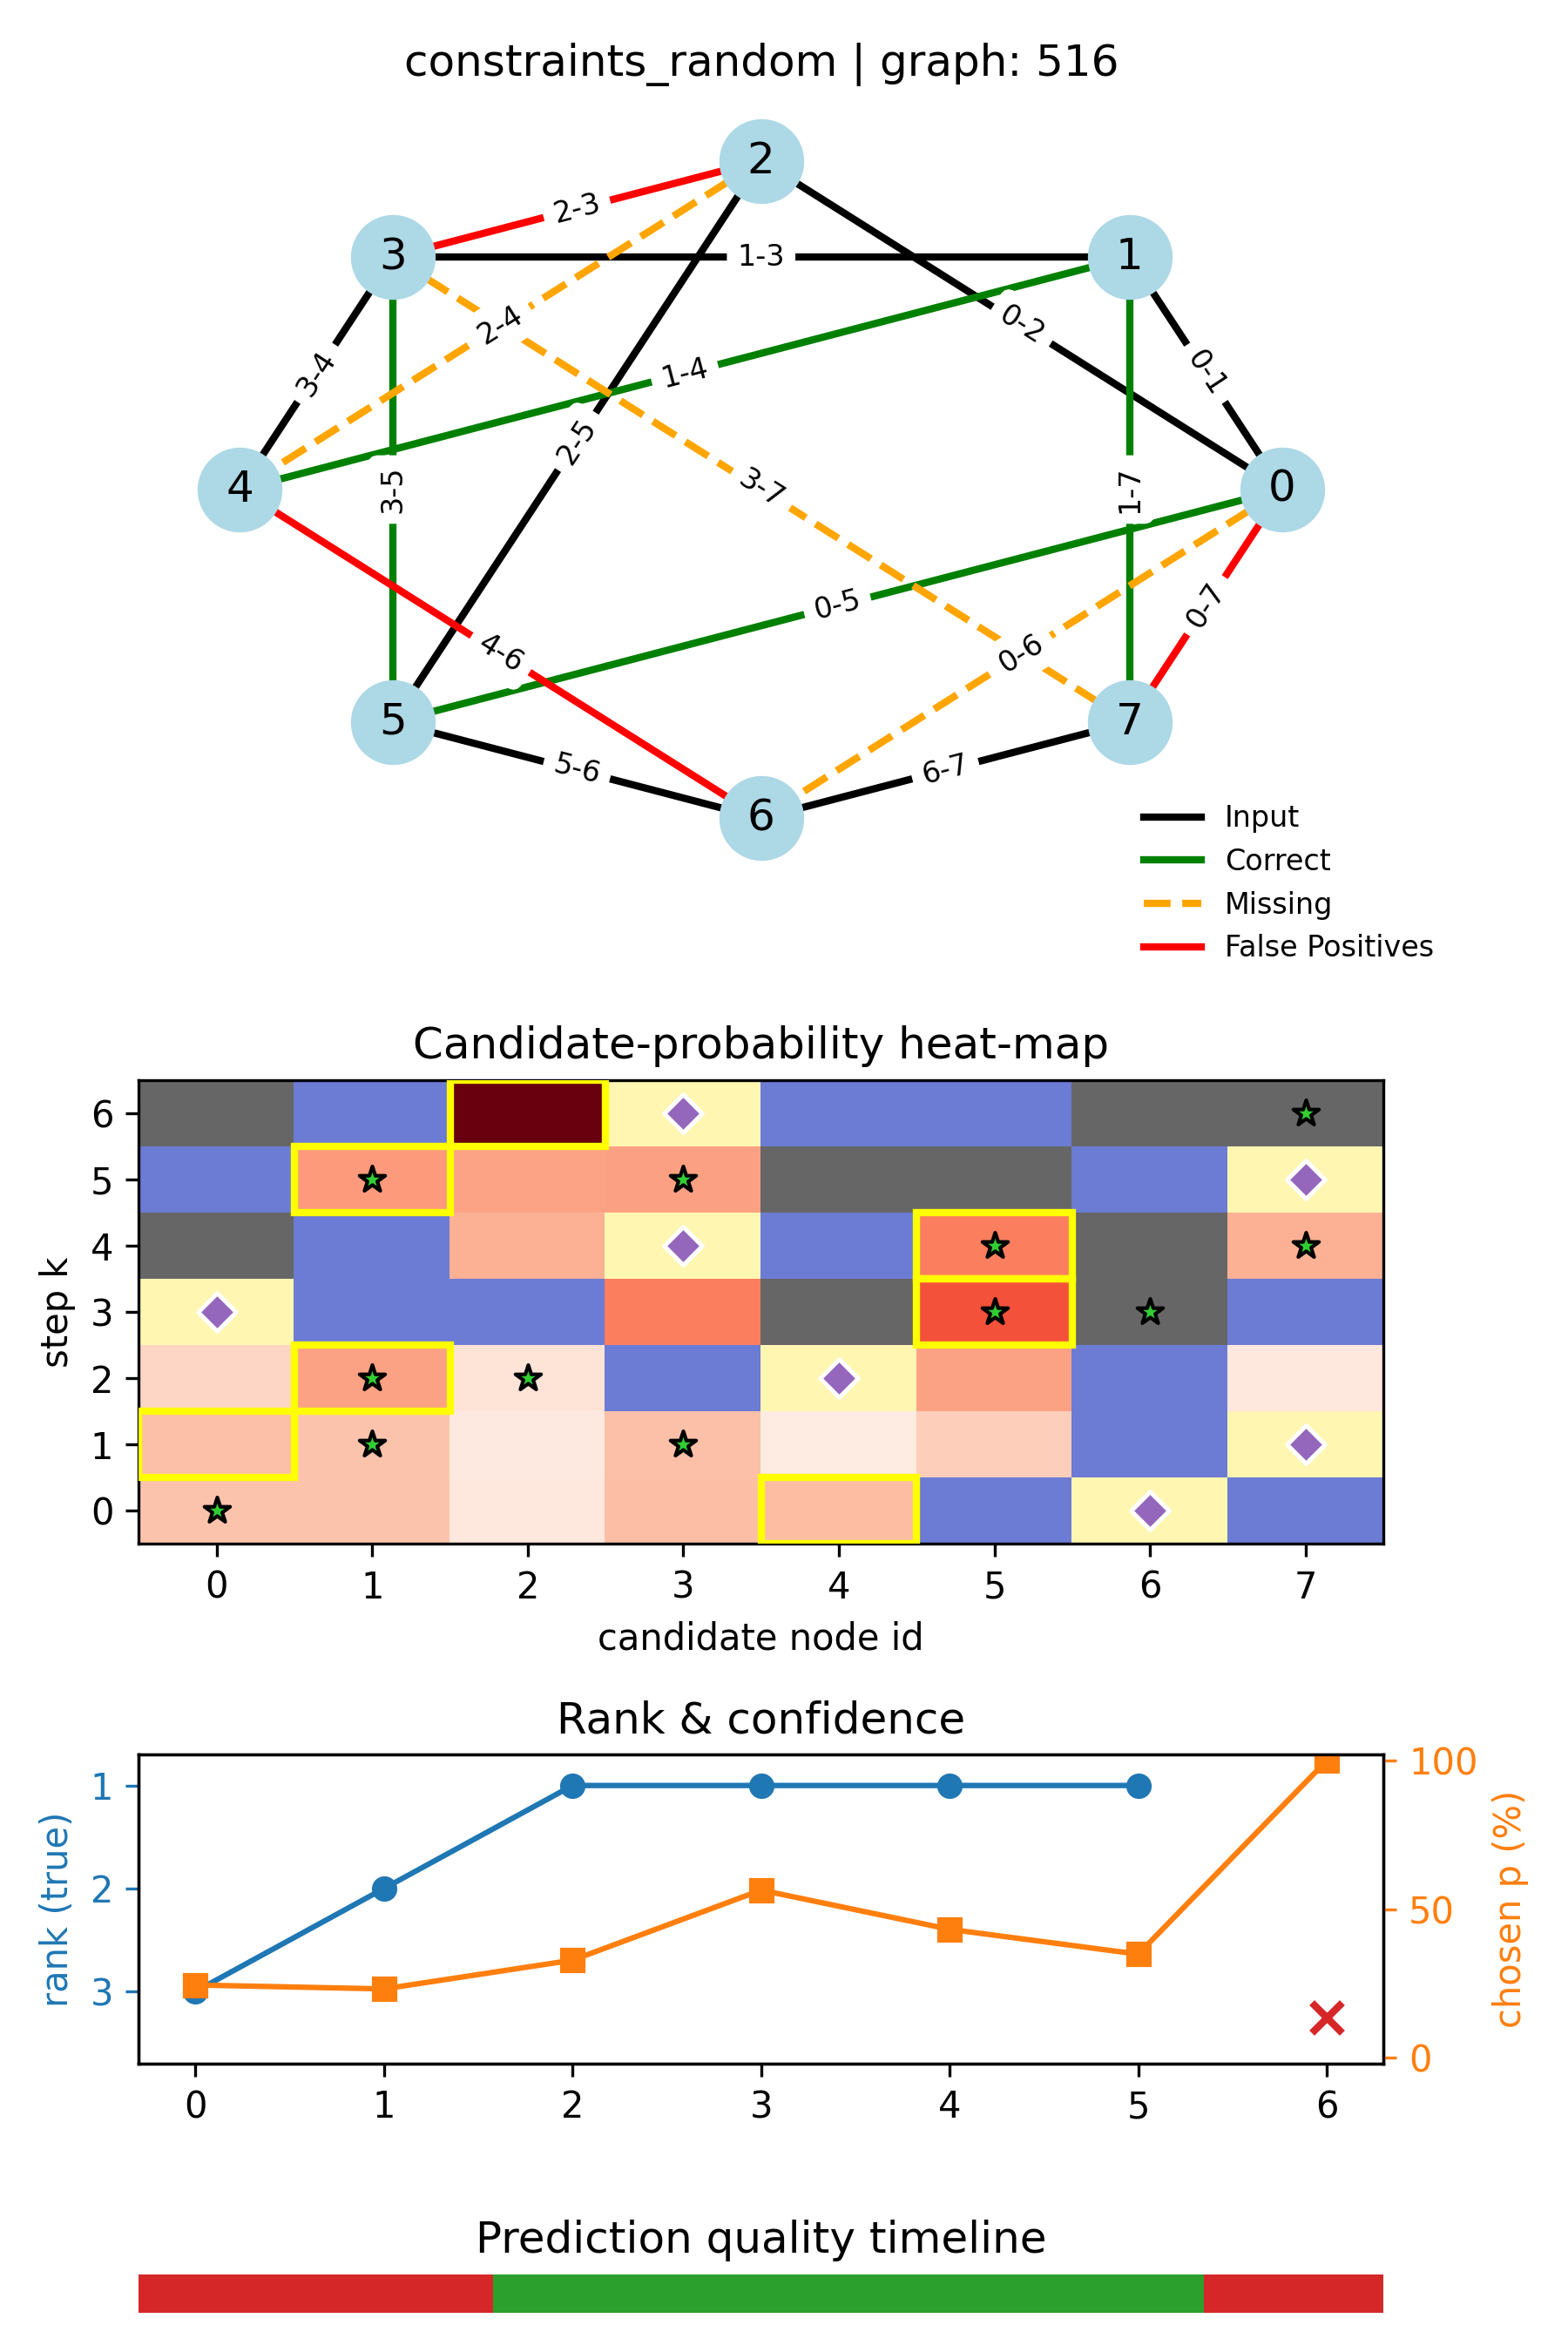 constraints_random | graph: 516
2
2-3
3
1-3
1
0-2
2-4
3-4
1-4
0-1
2-5
4
3-5
3-7
1-7
0
0-5
0-7
4-6
0-6
5
7
5-6
6-7
6
Input
Correct
Missing
False Positives
Candidate-probability heat-map
6
5
4
3
2
1
0
step k
0 1 2 3 4 5 6 7
candidate node id
Rank & confidence
1
2
3
rank (true)
100
50
0
chosen p (%)
0 1 2 3 4 5 6
Prediction quality timeline